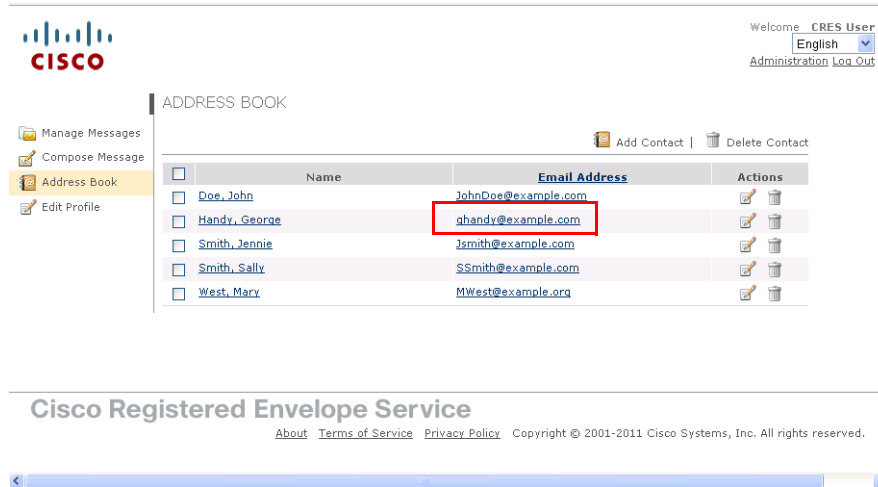 Welcome CRES User
English
CISCO
Administration Log Out
ADDRESS BOOK
Manage Messages
Compose Message
Address Book
Edit Profile
Add Contact | Delete Contact
Name Email Address Actions
Doe, John JohnDoe@example.com
Handy, George ghandy@example.com
Smith, Jennie Jsmith@example.com
Smith, Sally SSmith@example.com
West, Mary MWest@example.org
Cisco Registered Envelope Service
About Terms of Service Privacy Policy Copyright © 2001-2011 Cisco Systems, Inc. All rights reserved.